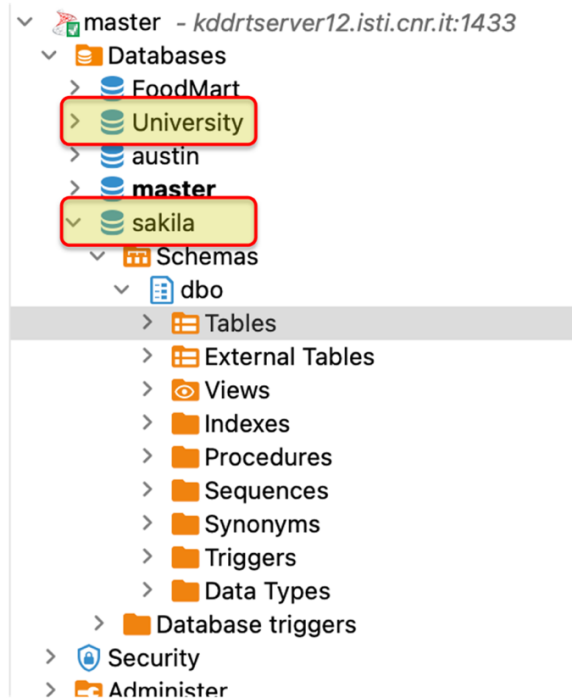 master - kddrtserver12.isti.cnr.it:1433
Databases
FoodMart
University
austin
master
sakila
Schemas
dbo
Tables
External Tables
Views
Indexes
Procedures
Sequences
Synonyms
Triggers
Data Types
Database triggers
Security
Administer